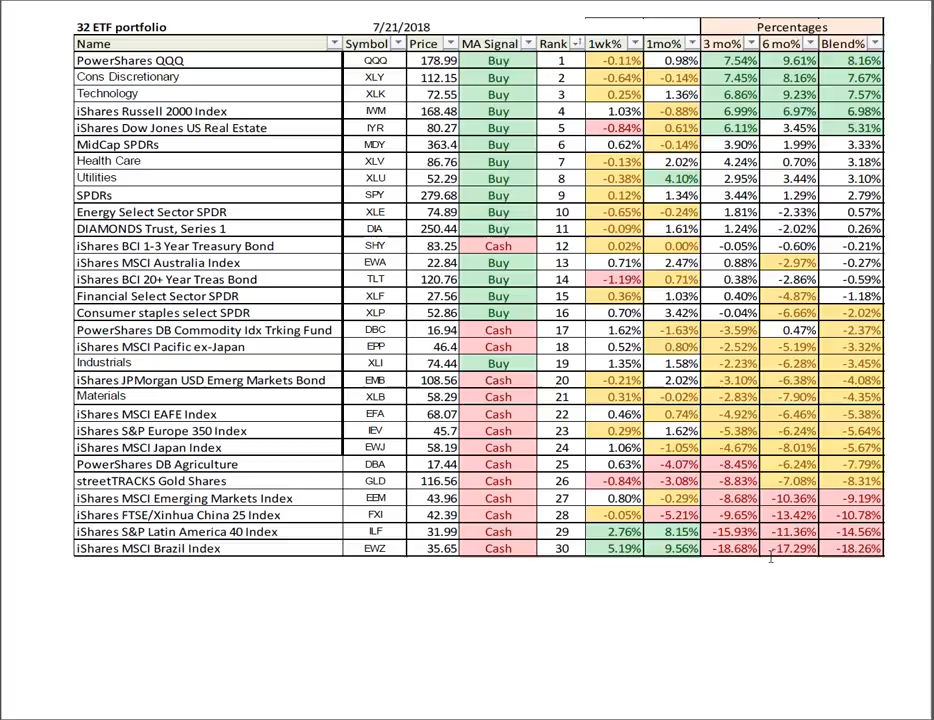 32 ETF portfolio 7/21/2018 Percentages
Name Symbol Price MA Signal Rank 1wk% 1mo% 3 mo% 6 mo% Blend%
PowerShares QQQ QQQ 178.99 Buy 1 -0.11% 0.98% 7.54% 9.61% 8.16%
Cons Discretionary XLY 112.15 Buy 2 -0.64% -0.14% 7.45% 8.16% 7.67%
Technology XLK 72.55 Buy 3 0.25% 1.36% 6.86% 9.23% 7.57%
iShares Russell 2000 Index IWM 168.48 Buy 4 1.03% -0.88% 6.99% 6.97% 6.98%
iShares Dow Jones US Real Estate IYR 80.27 Buy 5 -0.84% 0.61% 6.11% 3.45% 5.31%
MidCap SPDRs MDY 363.4 Buy 6 0.62% -0.14% 3.90% 1.99% 3.33%
Health Care XLV 86.76 Buy 7 -0.13% 2.02% 4.24% 0.70% 3.18%
Utilities XLU 52.29 Buy 8 -0.38% 4.10% 2.95% 3.44% 3.10%
SPDRs SPY 279.68 Buy 9 0.12% 1.34% 3.44% 1.29% 2.79%
Energy Select Sector SPDR XLE 74.89 Buy 10 -0.65% -0.24% 1.81% -2.33% 0.57%
DIAMONDS Trust, Series 1 DIA 250.44 Buy 11 -0.09% 1.61% 1.24% -2.02% 0.26%
iShares BCI 1-3 Year Treasury Bond SHY 83.25 Cash 12 0.02% 0.00% -0.05% -0.60% -0.21%
iShares MSCI Australia Index EWA 22.84 Buy 13 0.71% 2.47% 0.88% -2.97% -0.27%
iShares BCI 20+ Year Treas Bond TLT 120.76 Buy 14 -1.19% 0.71% 0.38% -2.86% -0.59%
Financial Select Sector SPDR XLF 27.56 Buy 15 0.36% 1.03% 0.40% -4.87% -1.18%
Consumer staples select SPDR XLP 52.86 Buy 16 0.70% 3.42% -0.04% -6.66% -2.02%
PowerShares DB Commodity Idx Trking Fund DBC 16.94 Cash 17 1.62% -1.63% -3.59% 0.47% -2.37%
iShares MSCI Pacific ex-Japan EPP 46.4 Cash 18 0.52% 0.80% -2.52% -5.19% -3.32%
Industrials XLI 74.44 Buy 19 1.35% 1.58% -2.23% -6.28% -3.45%
iShares JPMorgan USD Emerg Markets Bond EMB 108.56 Cash 20 -0.21% 2.02% -3.10% -6.38% -4.08%
Materials XLB 58.29 Cash 21 0.31% -0.02% -2.83% -7.90% -4.35%
iShares MSCI EAFE Index EFA 68.07 Cash 22 0.46% 0.74% -4.92% -6.46% -5.38%
iShares S&P Europe 350 Index IEV 45.7 Cash 23 0.29% 1.62% -5.38% -6.24% -5.64%
iShares MSCI Japan Index EWJ 58.19 Cash 24 1.06% -1.05% -4.67% -8.01% -5.67%
PowerShares DB Agriculture DBA 17.44 Cash 25 0.63% -4.07% -8.45% -6.24% -7.79%
streetTRACKS Gold Shares GLD 116.56 Cash 26 -0.84% -3.08% -8.83% -7.08% -8.31%
iShares MSCI Emerging Markets Index EEM 43.96 Cash 27 0.80% -0.29% -8.68% -10.36% -9.19%
iShares FTSE/Xinhua China 25 Index FXI 42.39 Cash 28 -0.05% -5.21% -9.65% -13.42% -10.78%
iShares S&P Latin America 40 Index ILF 31.99 Cash 29 2.76% 8.15% -15.93% -11.36% -14.56%
iShares MSCI Brazil Index EWZ 35.65 Cash 30 5.19% 9.56% -18.68% -17.29% -18.26%